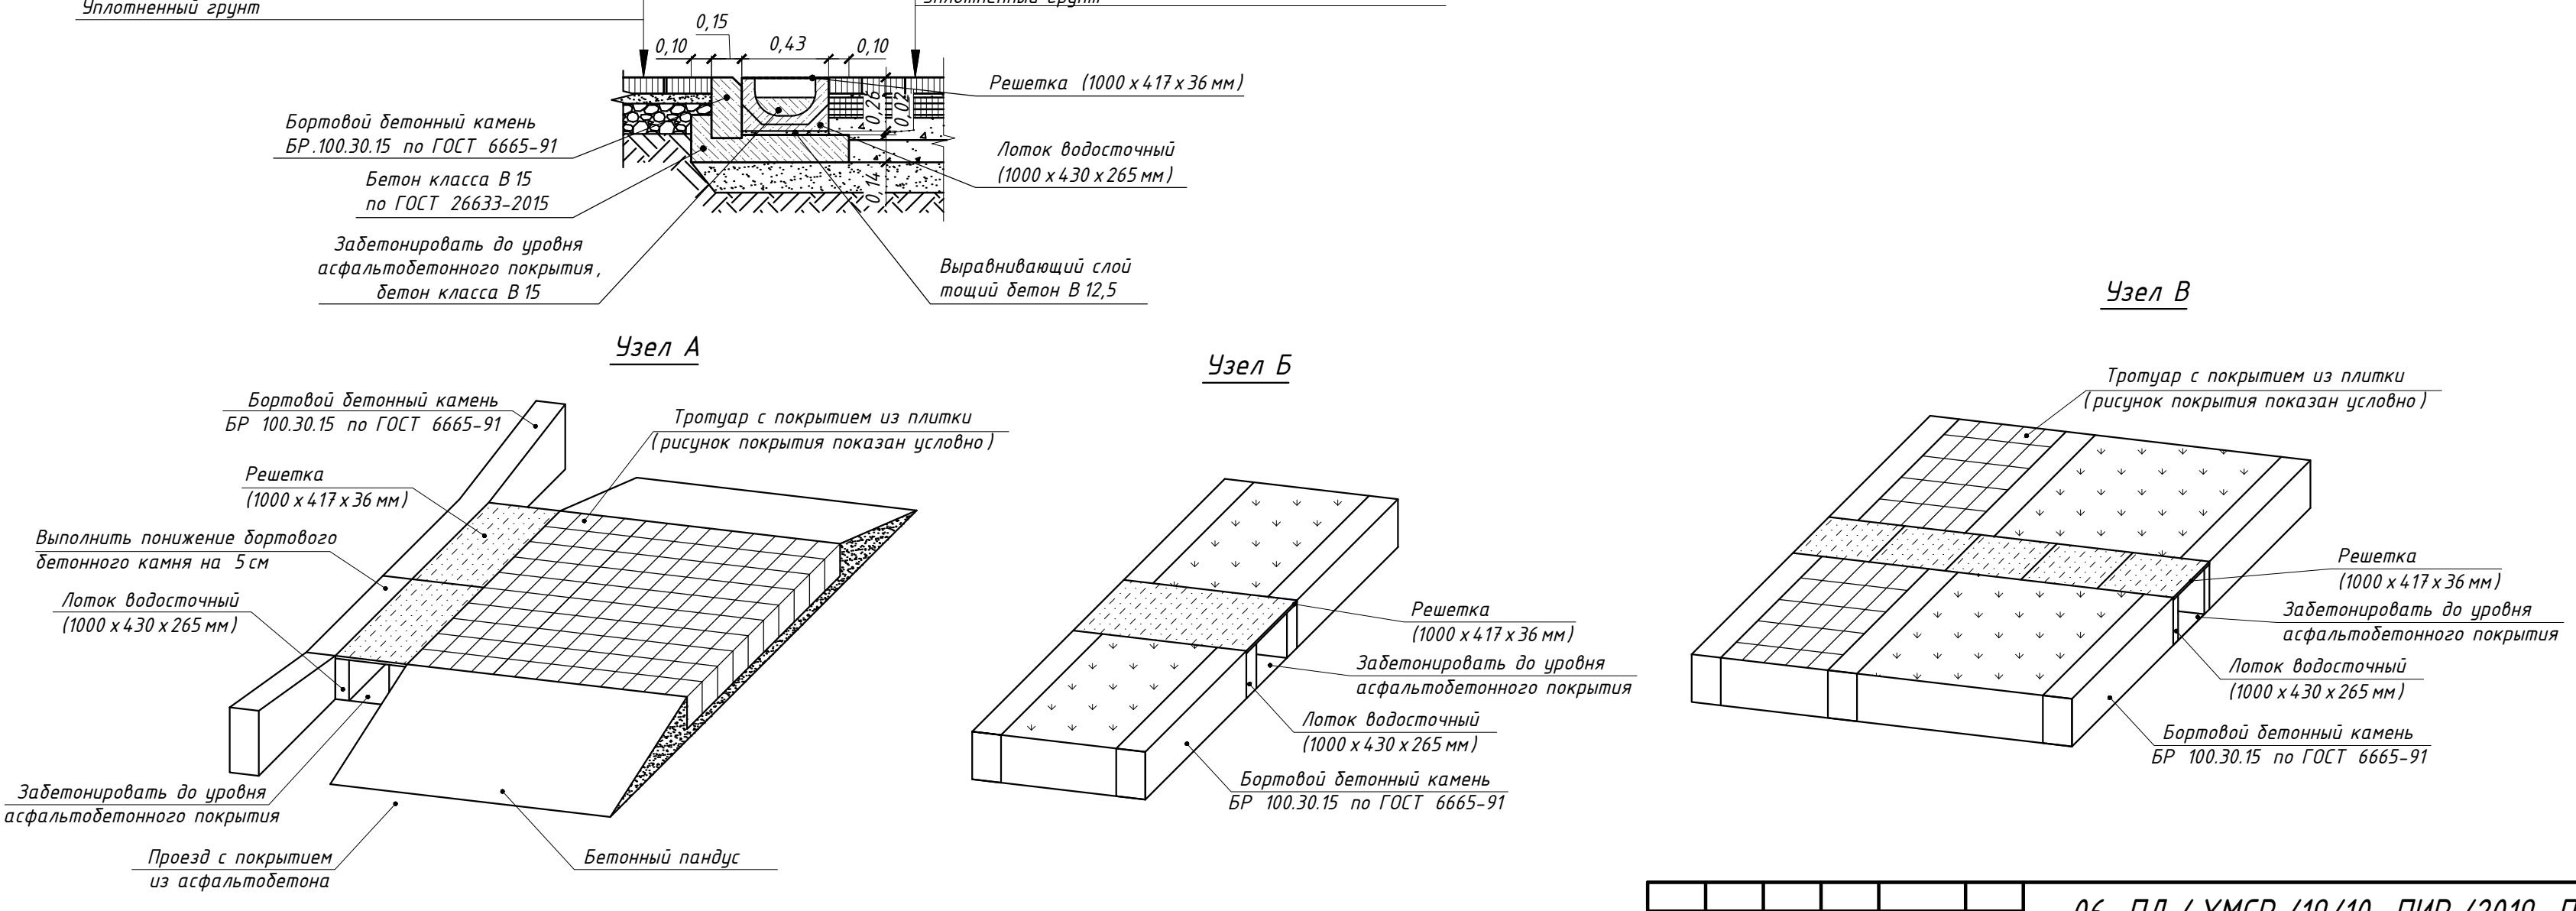 Уплотненный грунт
Уплотненный грунт
0,15
0,10
0,43
0,10
0,26
0,02
0,14
Решетка (1000 х 417 х 36 мм)
Бортовой бетонный камень
БР.100.30.15 по ГОСТ 6665-91
Лоток водосточный
(1000 х 430 х 265 мм)
Бетон класса В 15
по ГОСТ 26633-2015
Забетонировать до уровня
асфальтобетонного покрытия,
бетон класса В 15
Выравнивающий слой
тощий бетон В 12,5
Узел А
Бортовой бетонный камень
БР 100.30.15 по ГОСТ 6665-91
Тротуар с покрытием из плитки
(рисунок покрытия показан условно)
Решетка
(1000 х 417 х 36 мм)
Выполнить понижение бортового
бетонного камня на 5 см
Лоток водосточный
(1000 х 430 х 265 мм)
Забетонировать до уровня
асфальтобетонного покрытия
Проезд с покрытием
из асфальтобетона
Бетонный пандус
Узел Б
Решетка
(1000 х 417 х 36 мм)
Забетонировать до уровня
асфальтобетонного покрытия
Лоток водосточный
(1000 х 430 х 265 мм)
Бортовой бетонный камень
БР 100.30.15 по ГОСТ 6665-91
Узел В
Тротуар с покрытием из плитки
(рисунок покрытия показан условно)
Решетка
(1000 х 417 х 36 мм)
Забетонировать до уровня
асфальтобетонного покрытия
Лоток водосточный
(1000 х 430 х 265 мм)
Бортовой бетонный камень
БР 100.30.15 по ГОСТ 6665-91